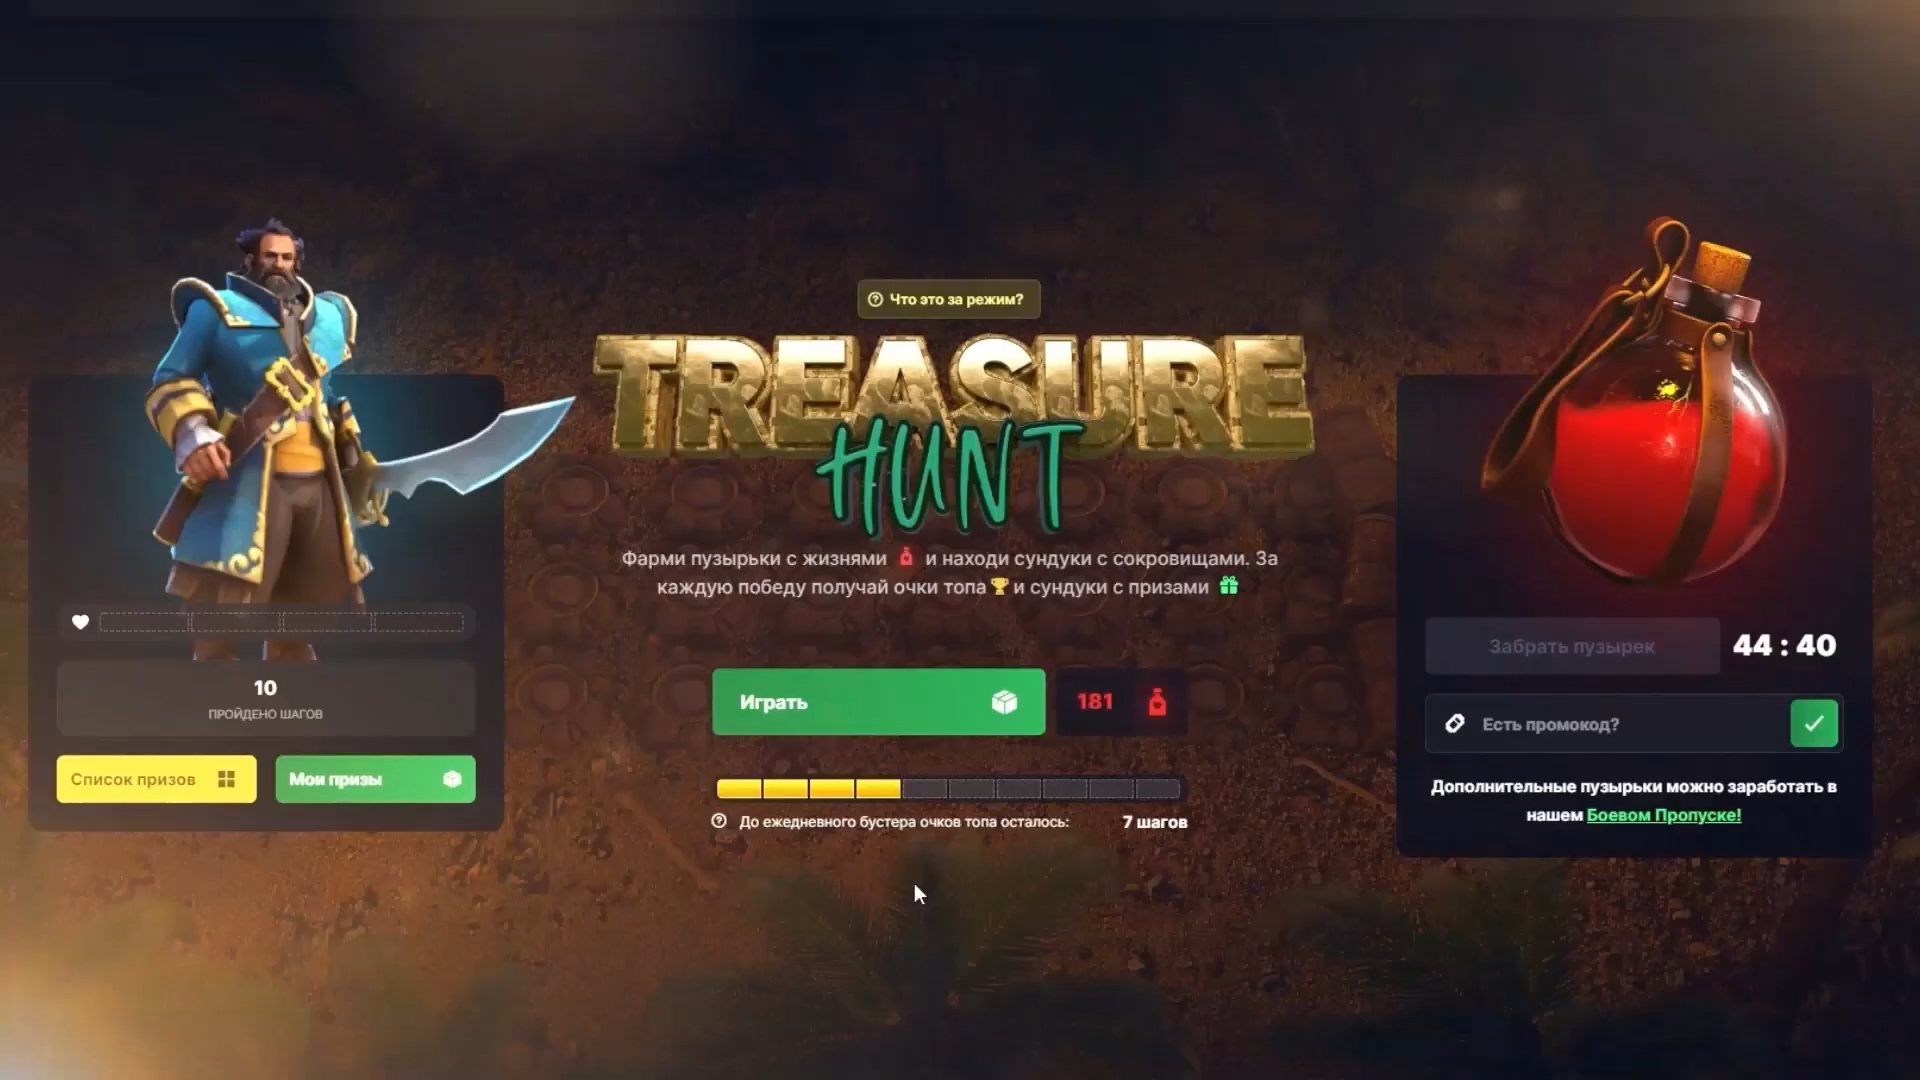 Что это за режим?
TREASURE
HUNT
Фарми пузырьки с жизнями и находи сундуки с сокровищами. За
каждую победу получай очки топа и сундуки с призами
10
ПРОЙДЕНО ШАГОВ
Список призов
Мои призы
Играть
181
До ежедневного бустера очков топа осталось:
7 шагов
Забрать пузырек
44 : 40
Есть промокод?
Дополнительные пузырьки можно заработать в
нашем Боевом Пропуске!